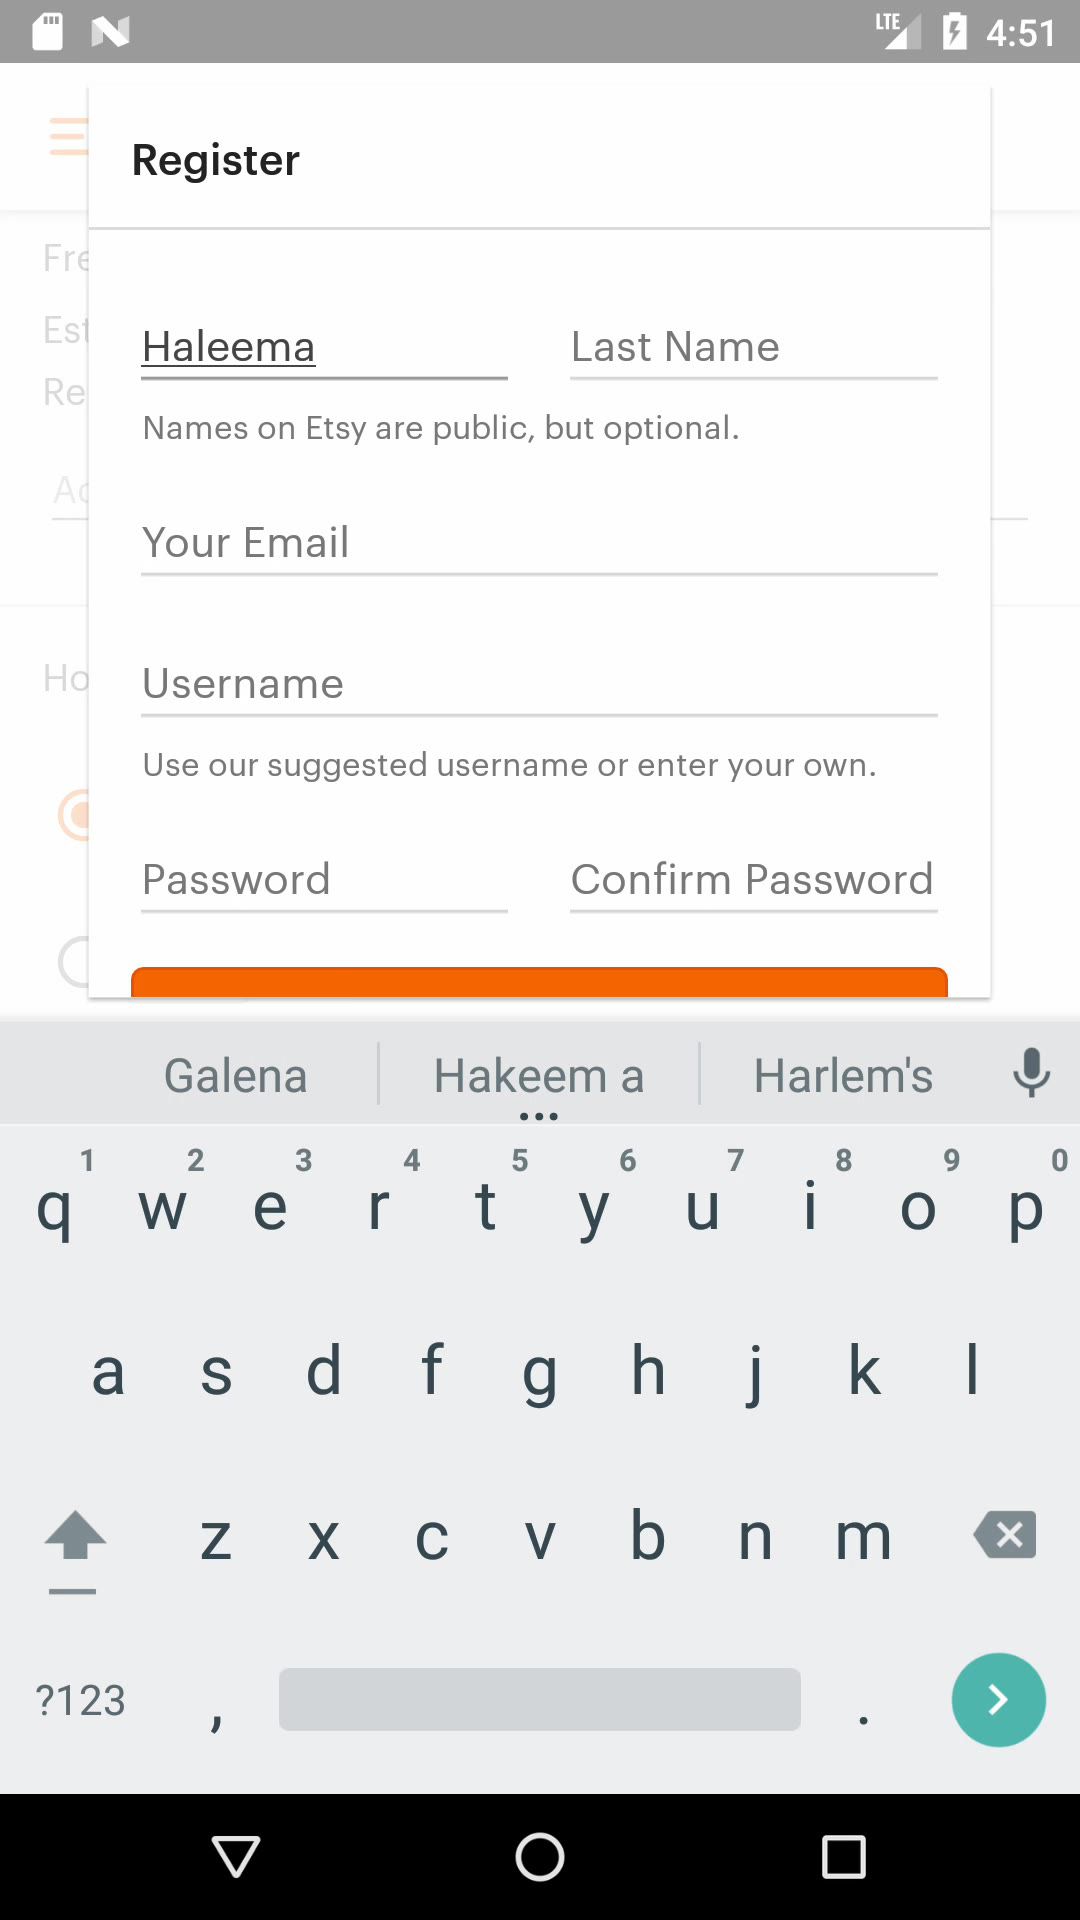 LTE 4:51
Register
Fre
Est
Re
Ac
Ho
Haleema Last Name
Names on Etsy are public, but optional.
Your Email
Username
Use our suggested username or enter your own.
Password Confirm Password
Galena Hakeem a Harlem's
1 2 3 4 5 6 7 8 9 0
q w e r t y u i o p
a s d f g h j k l
z x c v b n m
?123 , .